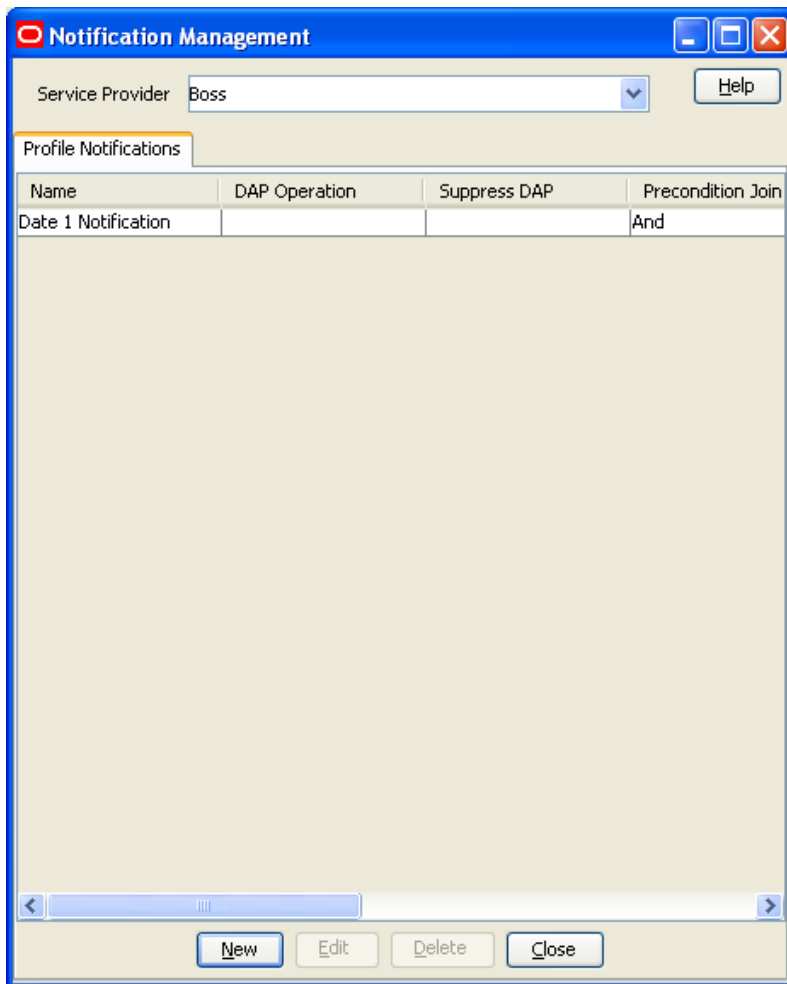 Notification Management
Service Provider Boss Help
Profile Notifications
Name DAP Operation Suppress DAP Precondition Join
Date 1 Notification And
New Edit Delete Close